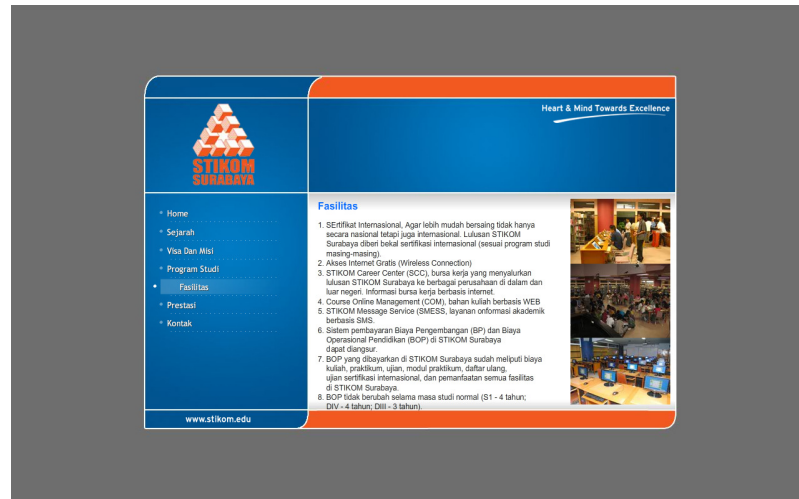 Heart & Mind Towards Excellence
STIKOM
SURABAYA
Home
Sejarah
Visa Dan Misi
Program Studi
Fasilitas
Prestasi
Kontak
www.stikom.edu
Fasilitas
1. SErtifikat Internasional, Agar lebih mudah bersaing tidak hanya
secara nasional tetapi juga internasional. Lulusan STIKOM
Surabaya diberi bekal sertifikasi internasional (sesuai program studi
masing-masing).
2. Akses Internet Gratis (Wireless Connection)
3. STIKOM Career Center (SCC), bursa kerja yang menyalurkan
lulusan STIKOM Surabaya ke berbagai perusahaan di dalam dan
luar negeri. Informasi bursa kerja berbasis internet.
4. Course Online Management (COM), bahan kuliah berbasis WEB
5. STIKOM Message Service (SMESS, layanan onformasi akademik
berbasis SMS.
6. Sistem pembayaran Biaya Pengembangan (BP) dan Biaya
Operasional Pendidikan (BOP) di STIKOM Surabaya
dapat diangsur.
7. BOP yang dibayarkan di STIKOM Surabaya sudah meliputi biaya
kuliah, praktikum, ujian, modul praktikum, daftar ulang,
ujian sertifikasi internasional, dan pemanfaatan semua fasilitas
di STIKOM Surabaya.
8. BOP tidak berubah selama masa studi normal (S1 - 4 tahun;
DIV - 4 tahun; DIII - 3 tahun).